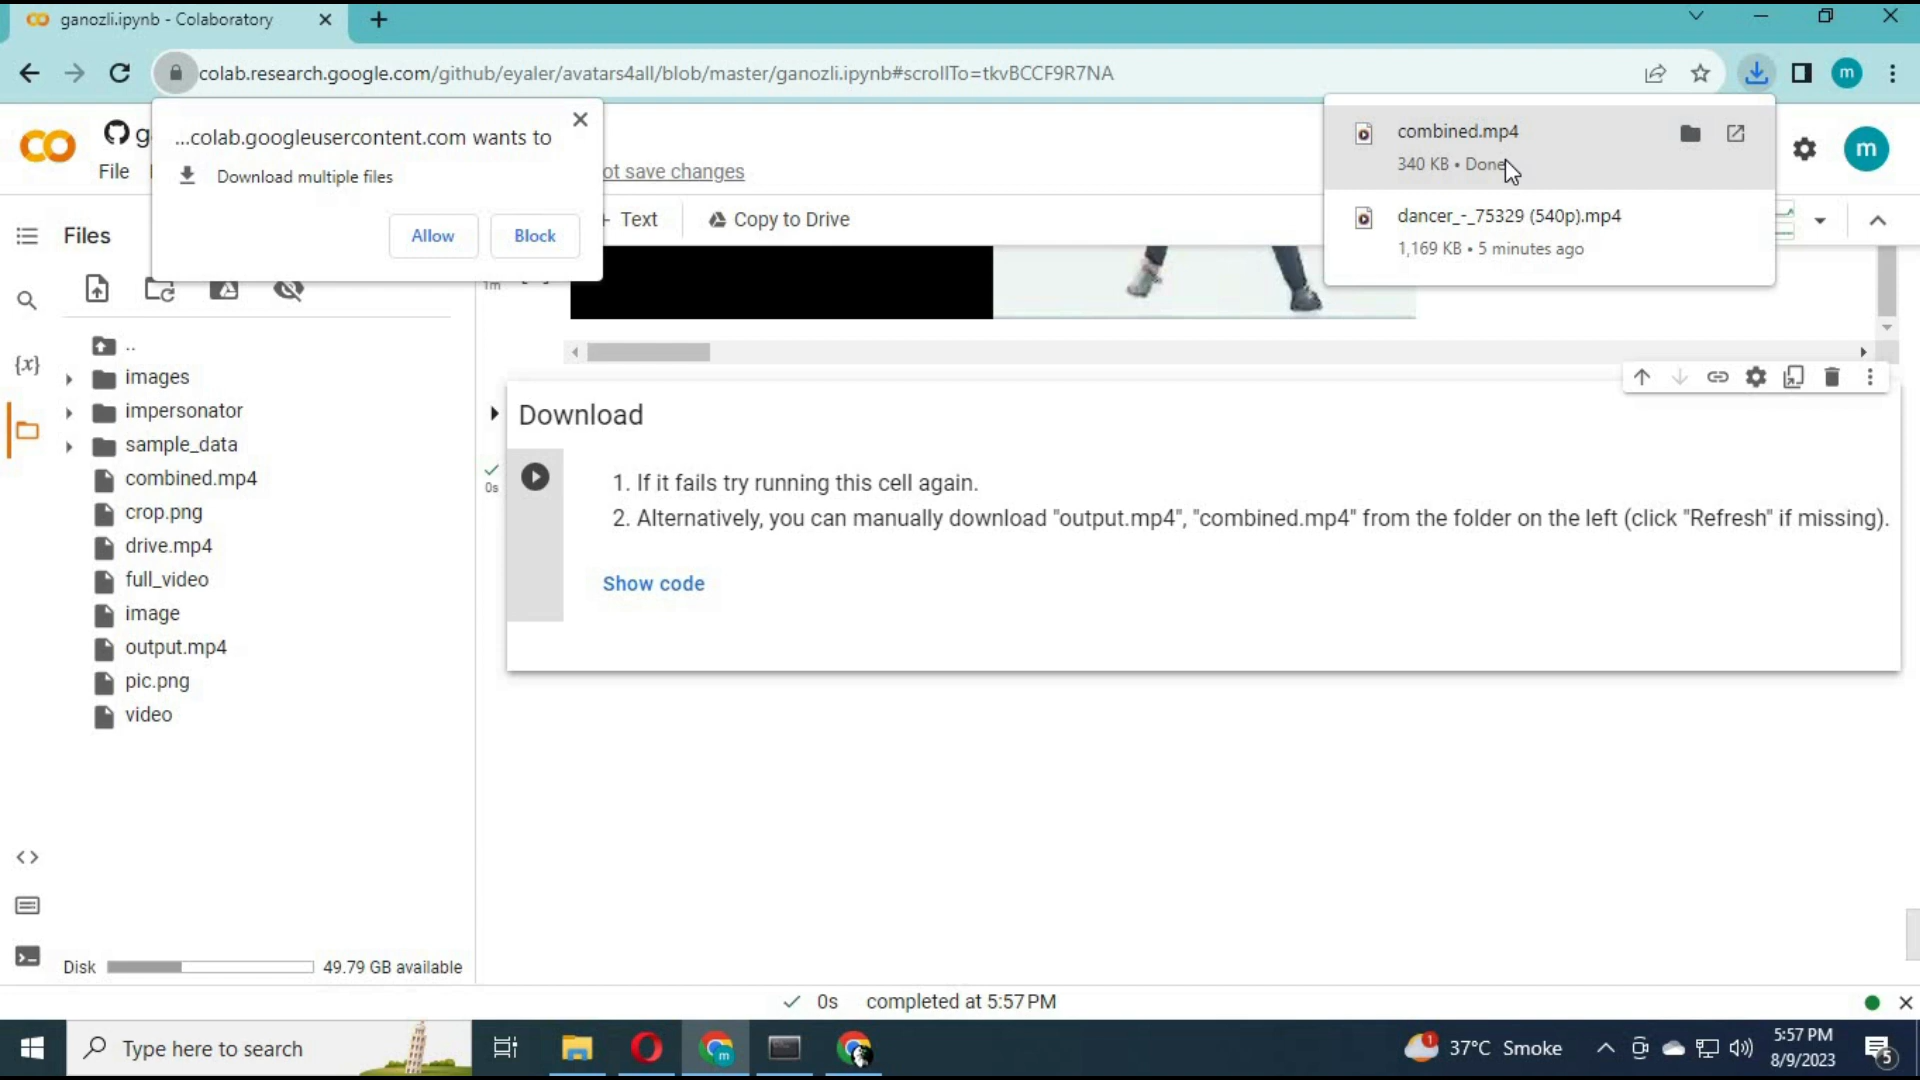 ganozli.ipynb - Colaboratory
colab.research.google.com/github/eyaler/avatars4all/blob/master/ganozli.ipynb#scrollTo=tkvBCCF9R7NA
m
...colab.googleusercontent.com wants to
Download multiple files
Allow
Block
combined.mp4
340 KB • Done
dancer_-_75329 (540p).mp4
1,169 KB • 5 minutes ago
g
m
File
ot save changes
Files
Text
Copy to Drive
1m
..
images
impersonator
sample_data
combined.mp4
crop.png
drive.mp4
full_video
image
output.mp4
pic.png
video
{x}
Download
0s
1. If it fails try running this cell again.
2. Alternatively, you can manually download "output.mp4", "combined.mp4" from the folder on the left (click "Refresh" if missing).
Show code
Disk
49.79 GB available
0s
completed at 5:57 PM
Type here to search
m
1
37°C Smoke
5:57 PM
8/9/2023
5